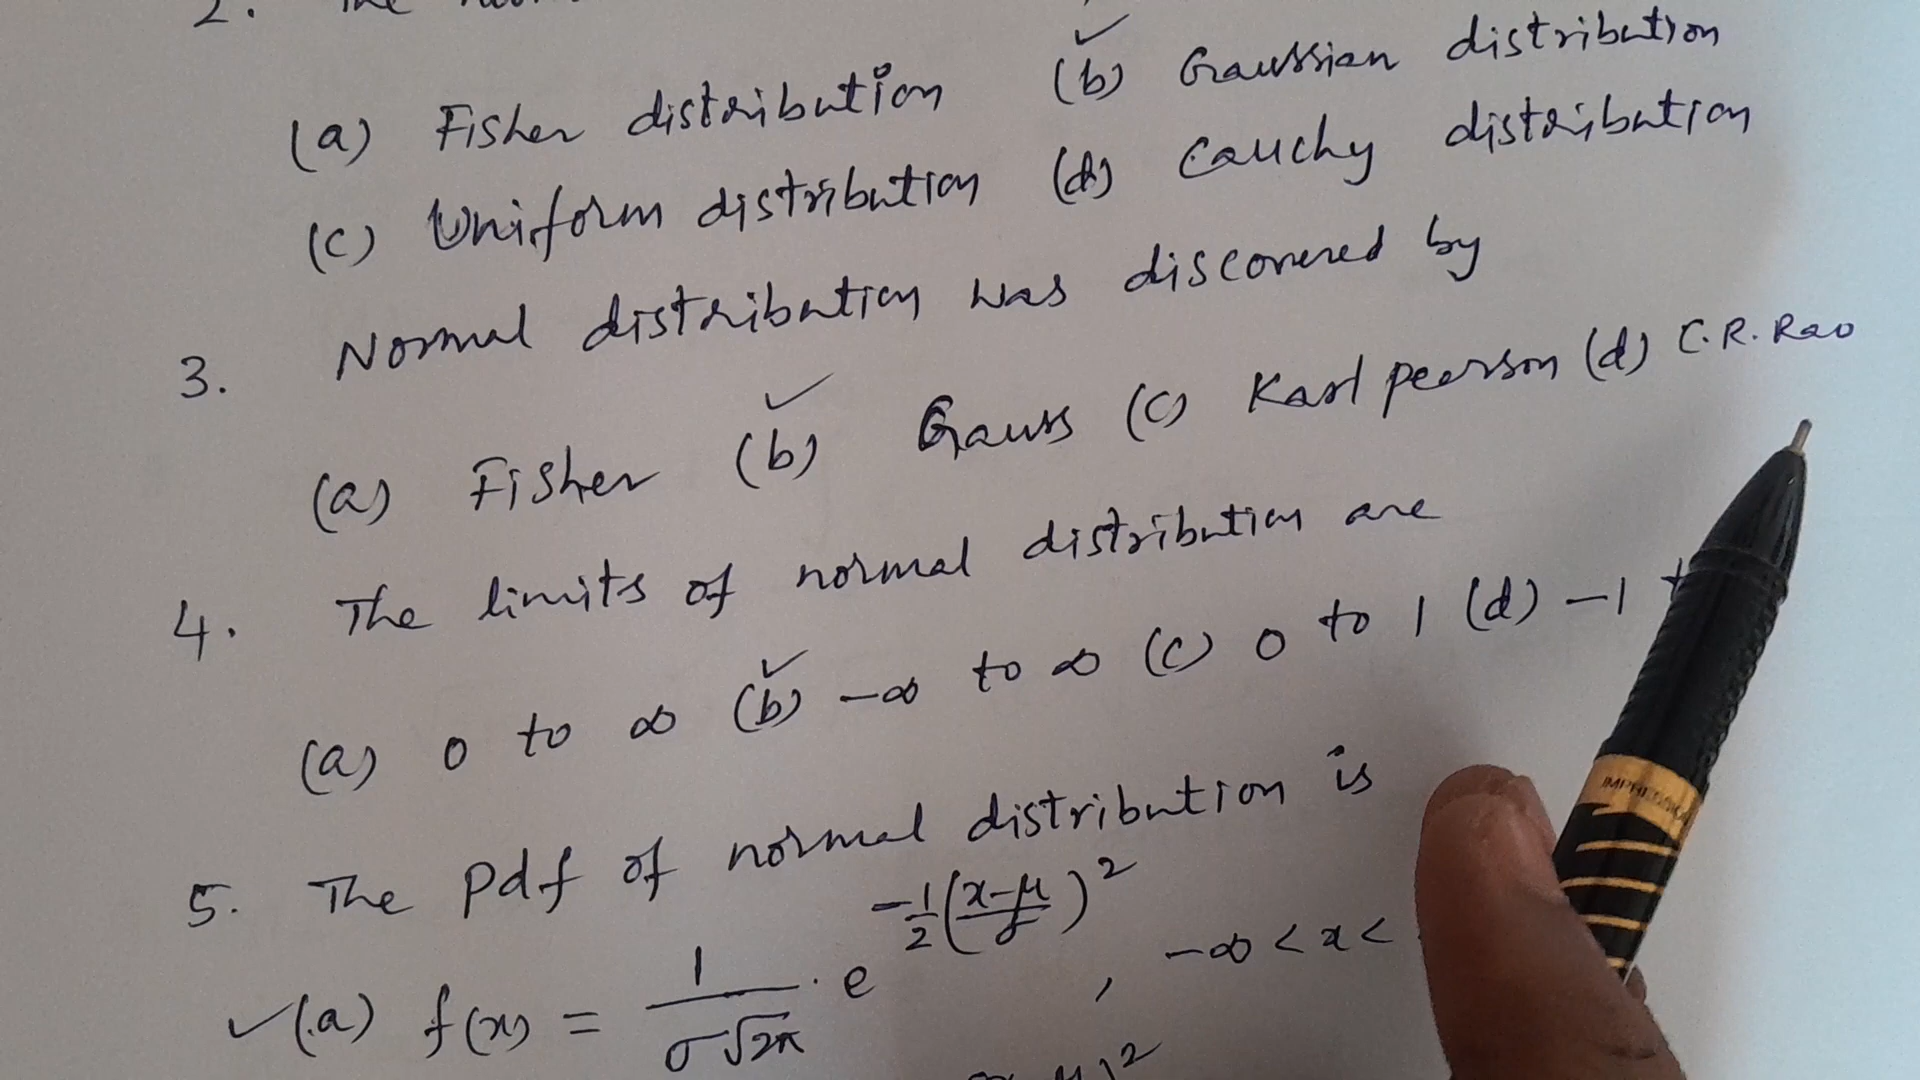 2. The
(a) Fisher distribution (b) Gaussian distribution
(c) Uniform distribution (d) Cauchy distribution
3. Normal distribution was discovered by
(a) Fisher (b) Gauss (c) Karl pearson (d) C.R. Rao
4. The limits of normal distribution are
(a) 0 to ∞ (b) -∞ to ∞ (c) 0 to 1 (d) -1
5. The Pdf of normal distribution is
✓(a) f(x) = 1/(σ√2π) . e^(-1/2((x-μ)/σ)^2) , -∞ < x <